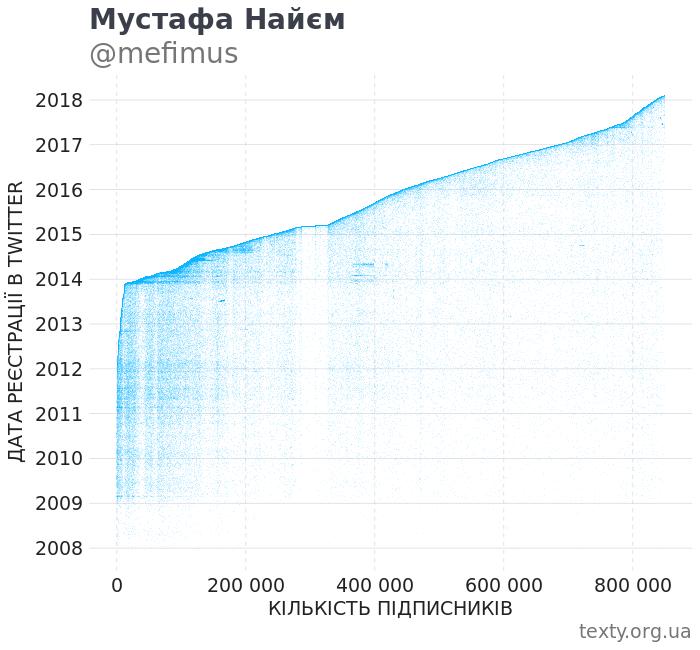 Мустафа Найєм
@mefimus
ДАТА РЕЄСТРАЦІЇ В TWITTER
2018
2017
2016
2015
2014
2013
2012
2011
2010
2009
2008
0 200 000 400 000 600 000 800 000
КІЛЬКІСТЬ ПІДПИСНИКІВ
texty.org.ua